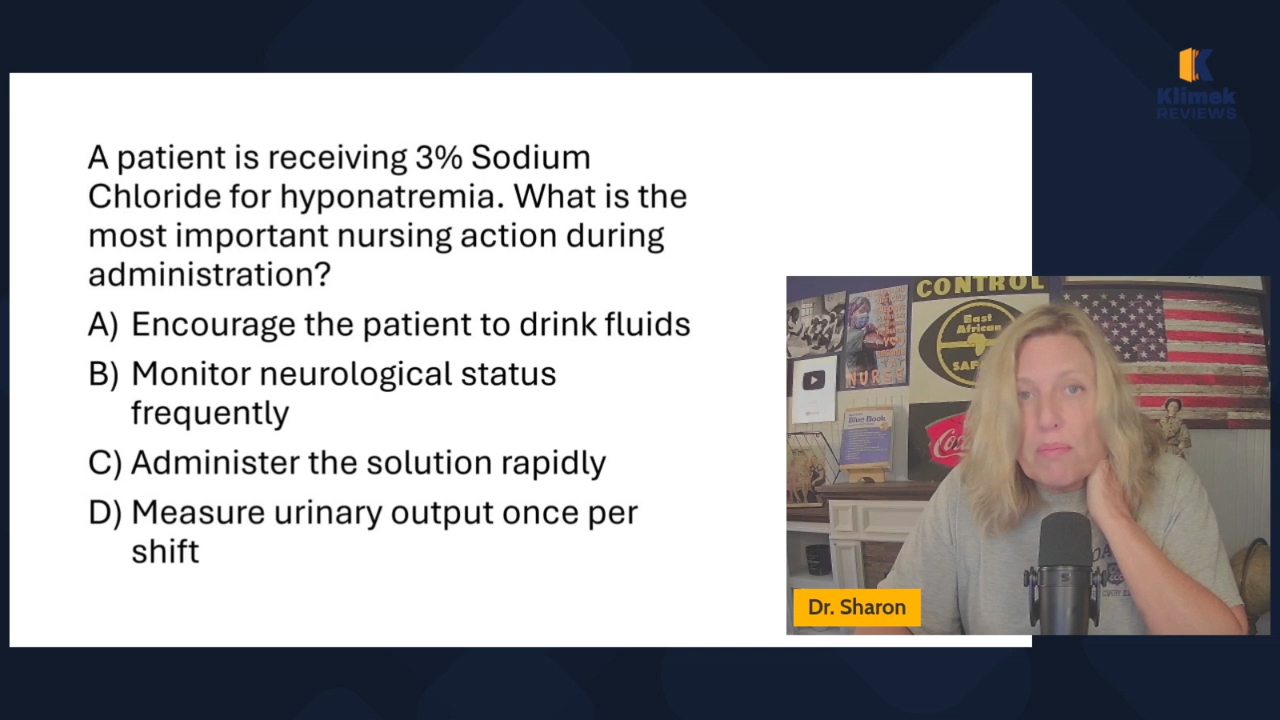 Klimek
REVIEWS
A patient is receiving 3% Sodium
Chloride for hyponatremia. What is the
most important nursing action during
administration?
A) Encourage the patient to drink fluids
B) Monitor neurological status
frequently
C) Administer the solution rapidly
D) Measure urinary output once per
shift
CONTROL
East
African
SAF
NURSE
Blue Book
Dr. Sharon